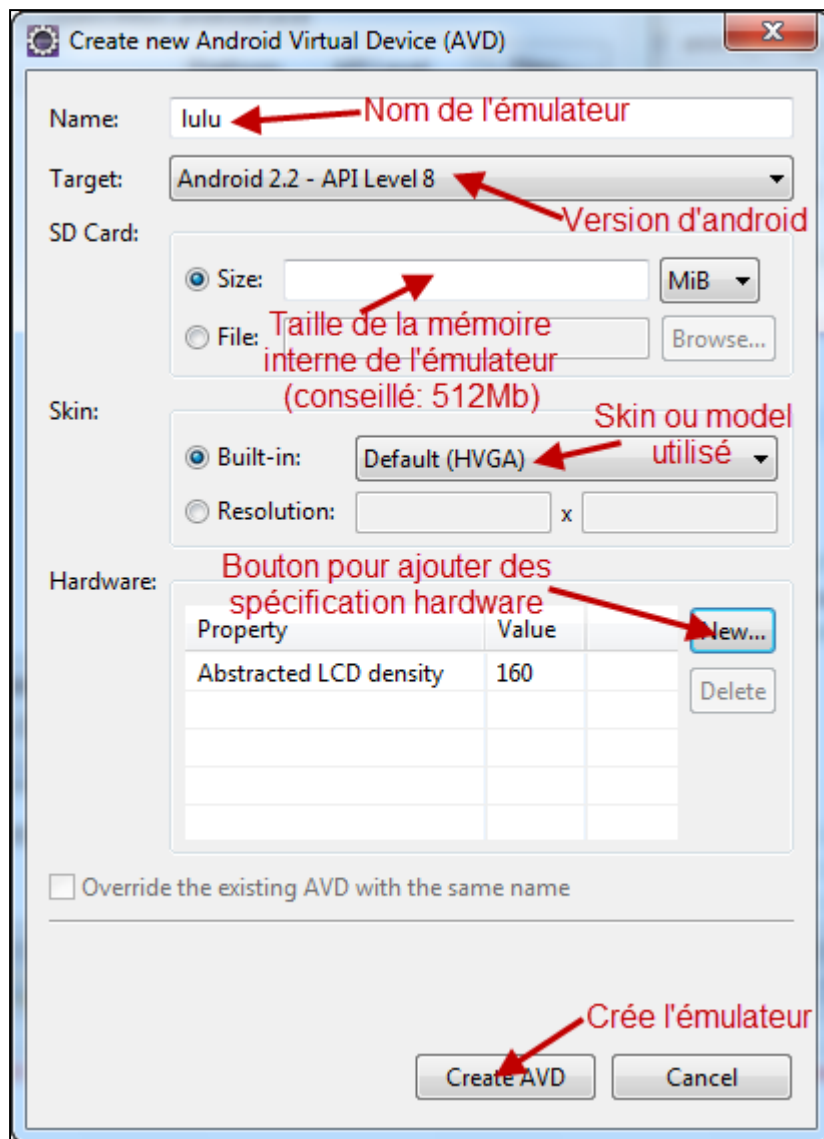 Create new Android Virtual Device (AVD)
Name: lulu Nom de l'émulateur
Target: Android 2.2 - API Level 8
Version d'android
SD Card:
Size: MiB
File: Browse...
Taille de la mémoire
interne de l'émulateur
(conseillé: 512Mb)
Skin:
Skin ou model
utilisé
Built-in: Default (HVGA)
Resolution: x
Hardware:
Bouton pour ajouter des
spécification hardware
Property Value New...
Abstracted LCD density 160
Delete
Override the existing AVD with the same name
Crée l'émulateur
Create AVD Cancel